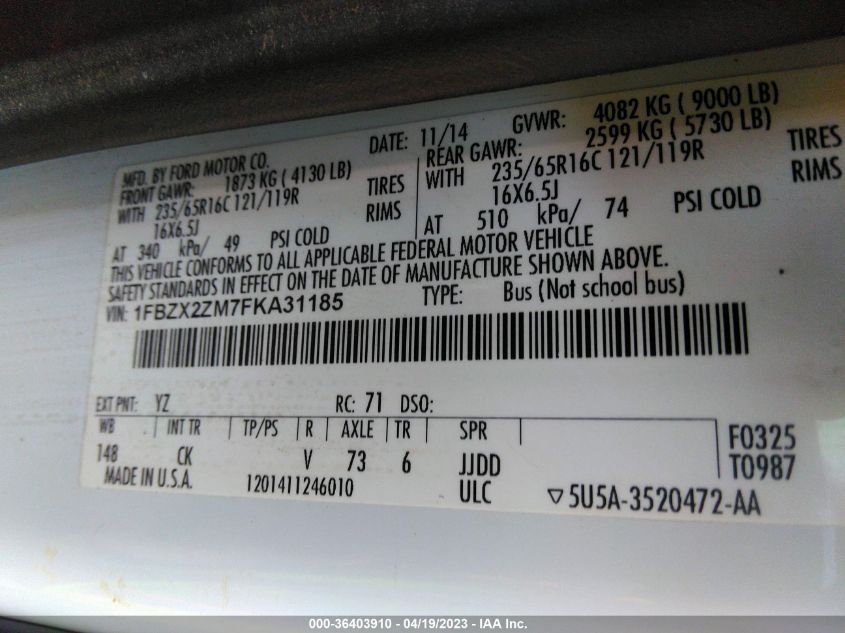 MFD. BY FORD MOTOR CO. DATE: 11/14 GVWR: 4082 KG ( 9000 LB)
FRONT GAWR: 1873 KG ( 4130 LB) REAR GAWR: 2599 KG ( 5730 LB)
WITH 235/65R16C 121/119R TIRES WITH 235/65R16C 121/119R TIRES
16X6.5J RIMS 16X6.5J RIMS
AT 340 kPa/ 49 PSI COLD AT 510 kPa/ 74 PSI COLD
THIS VEHICLE CONFORMS TO ALL APPLICABLE FEDERAL MOTOR VEHICLE
SAFETY STANDARDS IN EFFECT ON THE DATE OF MANUFACTURE SHOWN ABOVE.
VIN: 1FBZX2ZM7FKA31185 TYPE: Bus (Not school bus)
EXT PNT: YZ RC: 71 DSO:
WB INT TR TP/PS R AXLE TR SPR F0325
148 CK V 73 6 JJDD T0987
MADE IN U.S.A. 1201411246010 ULC ▽5U5A-3520472-AA
000-36403910 - 04/19/2023 - IAA Inc.